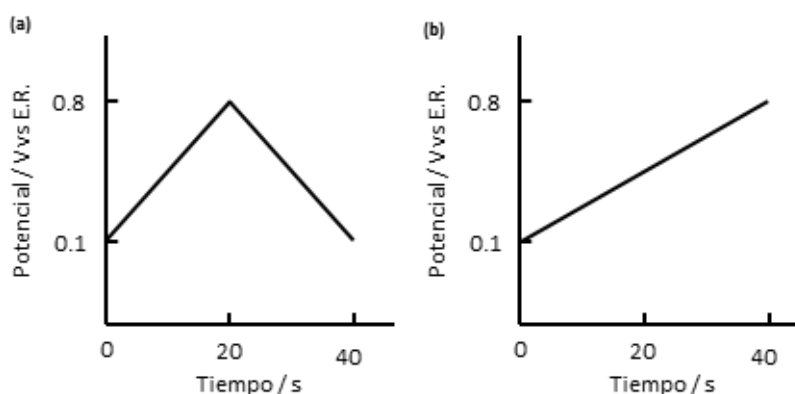 (a)
Potencial / V vs E.R.
0.8
0.1
0
20
40
Tiempo / s
(b)
Potencial / V vs E.R.
0.8
0.1
0
20
40
Tiempo / s